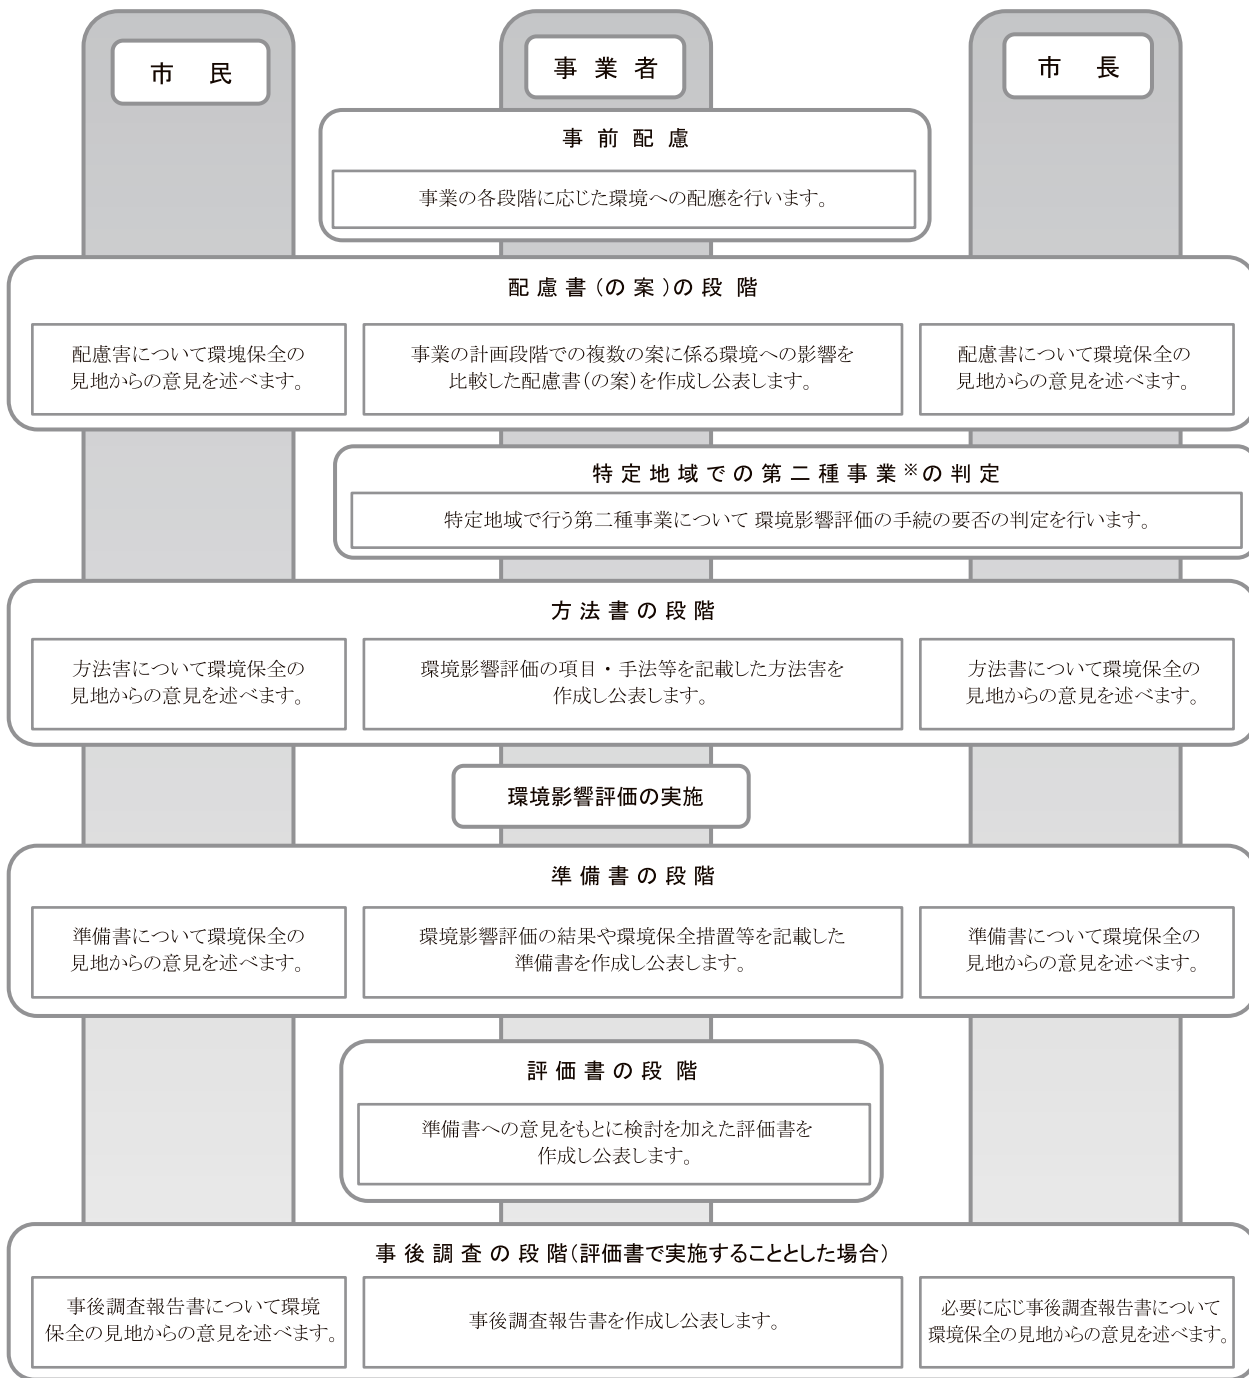 市民
事業者
市長
事前配慮
事業の各段階に応じた環境への配應を行います。
配慮書(の案)の段階
配慮害について環塊保全の
見地からの意見を述べます。
事業の計画段階での複数の案に係る環境への影響を
比較した配慮書(の案)を作成し公表します。
配慮書について環境保全の
見地からの意見を述べます。
特定地域での第二種事業※の判定
特定地域で行う第二種事業について 環境影響評価の手続の要否の判定を行います。
方法書の段階
方法害について環境保全の
見地からの意見を述べます。
環境影響評価の項目・手法等を記載した方法害を
作成し公表します。
方法書について環境保全の
見地からの意見を述べます。
環境影響評価の実施
準備書の段階
準備書について環境保全の
見地からの意見を述べます。
環境影響評価の結果や環境保全措置等を記載した
準備書を作成し公表します。
準備書について環境保全の
見地からの意見を述べます。
評価書の段階
準備書への意見をもとに検討を加えた評価書を
作成し公表します。
事後調査の段階(評価書で実施することとした場合)
事後調査報告書について環境
保全の見地からの意見を述べます。
事後調査報告書を作成し公表します。
必要に応じ事後調査報告書について
環境保全の見地からの意見を述べます。